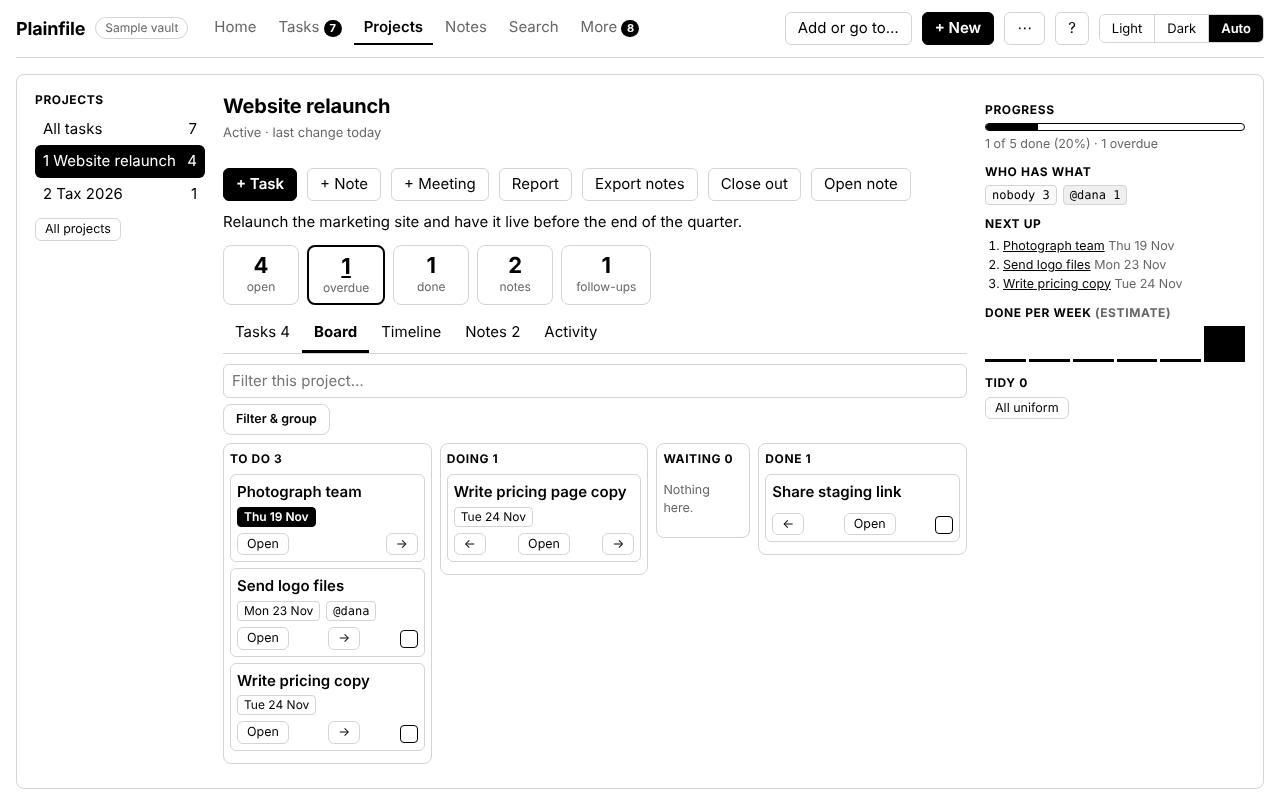 Plainfile Sample vault Home Tasks 7 Projects Notes Search More 8 Add or go to… + New ··· ? Light Dark Auto
PROJECTS
All tasks 7
1 Website relaunch 4
2 Tax 2026 1
All projects
Website relaunch
Active · last change today
+ Task + Note + Meeting Report Export notes Close out Open note
Relaunch the marketing site and have it live before the end of the quarter.
4 open
1 overdue
1 done
2 notes
1 follow-ups
Tasks 4 Board Timeline Notes 2 Activity
Filter this project…
Filter & group
TO DO 3
Photograph team
Thu 19 Nov
Open →
Send logo files
Mon 23 Nov @dana
Open →
Write pricing copy
Tue 24 Nov
Open →
DOING 1
Write pricing page copy
Tue 24 Nov
← Open →
WAITING 0
Nothing
here.
DONE 1
Share staging link
← Open
PROGRESS
1 of 5 done (20%) · 1 overdue
WHO HAS WHAT
nobody 3 @dana 1
NEXT UP
1. Photograph team Thu 19 Nov
2. Send logo files Mon 23 Nov
3. Write pricing copy Tue 24 Nov
DONE PER WEEK (ESTIMATE)
TIDY 0
All uniform